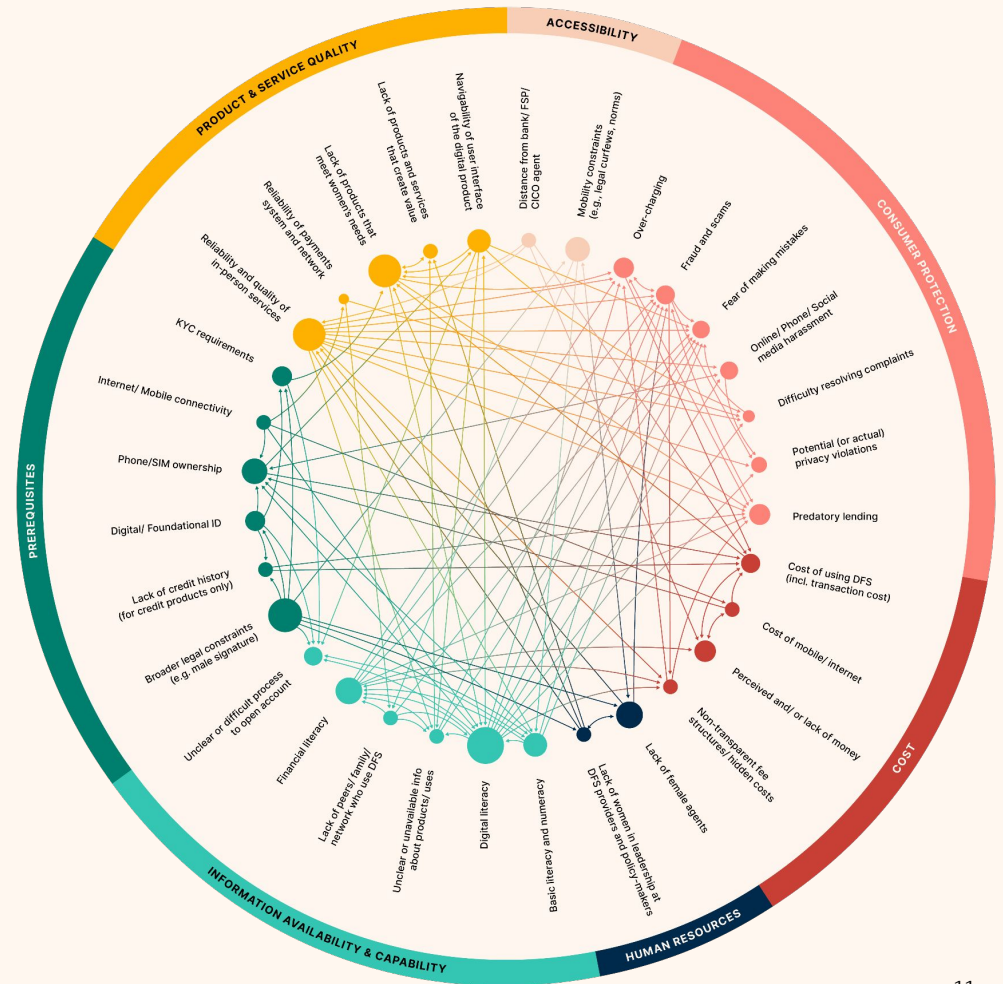 ACCESSIBILITY
Distance from bank/ FSP/
CICO agent
Mobility constraints
(e.g., legal curfews, norms)
CONSUMER PROTECTION
Over-charging
Fraud and scams
Fear of making mistakes
Online/ Phone/ Social
media harassment
Difficulty resolving complaints
Potential (or actual)
privacy violations
Predatory lending
COST
Cost of using DFS
(incl. transaction cost)
Cost of mobile/ internet
Perceived and/ or lack of money
Non-transparent fee
structures/ hidden costs
HUMAN RESOURCES
Lack of female agents
Lack of women in leadership at
DFS providers and policy-makers
INFORMATION AVAILABILITY & CAPABILITY
Basic literacy and numeracy
Digital literacy
Unclear or unavailable info
about products/ uses
Lack of peers/ family/
network who use DFS
Financial literacy
Unclear or difficult process
to open account
PREREQUISITES
Broader legal constraints
(e.g. male signature)
Lack of credit history
(for credit products only)
Digital/ Foundational ID
Phone/SIM ownership
Internet/ Mobile connectivity
KYC requirements
PRODUCT & SERVICE QUALITY
Reliability and quality of
in-person services
Reliability of payments
system and network
Lack of products that
meet women's needs
Lack of products and services
that create value
Navigability of user interface
of the digital product